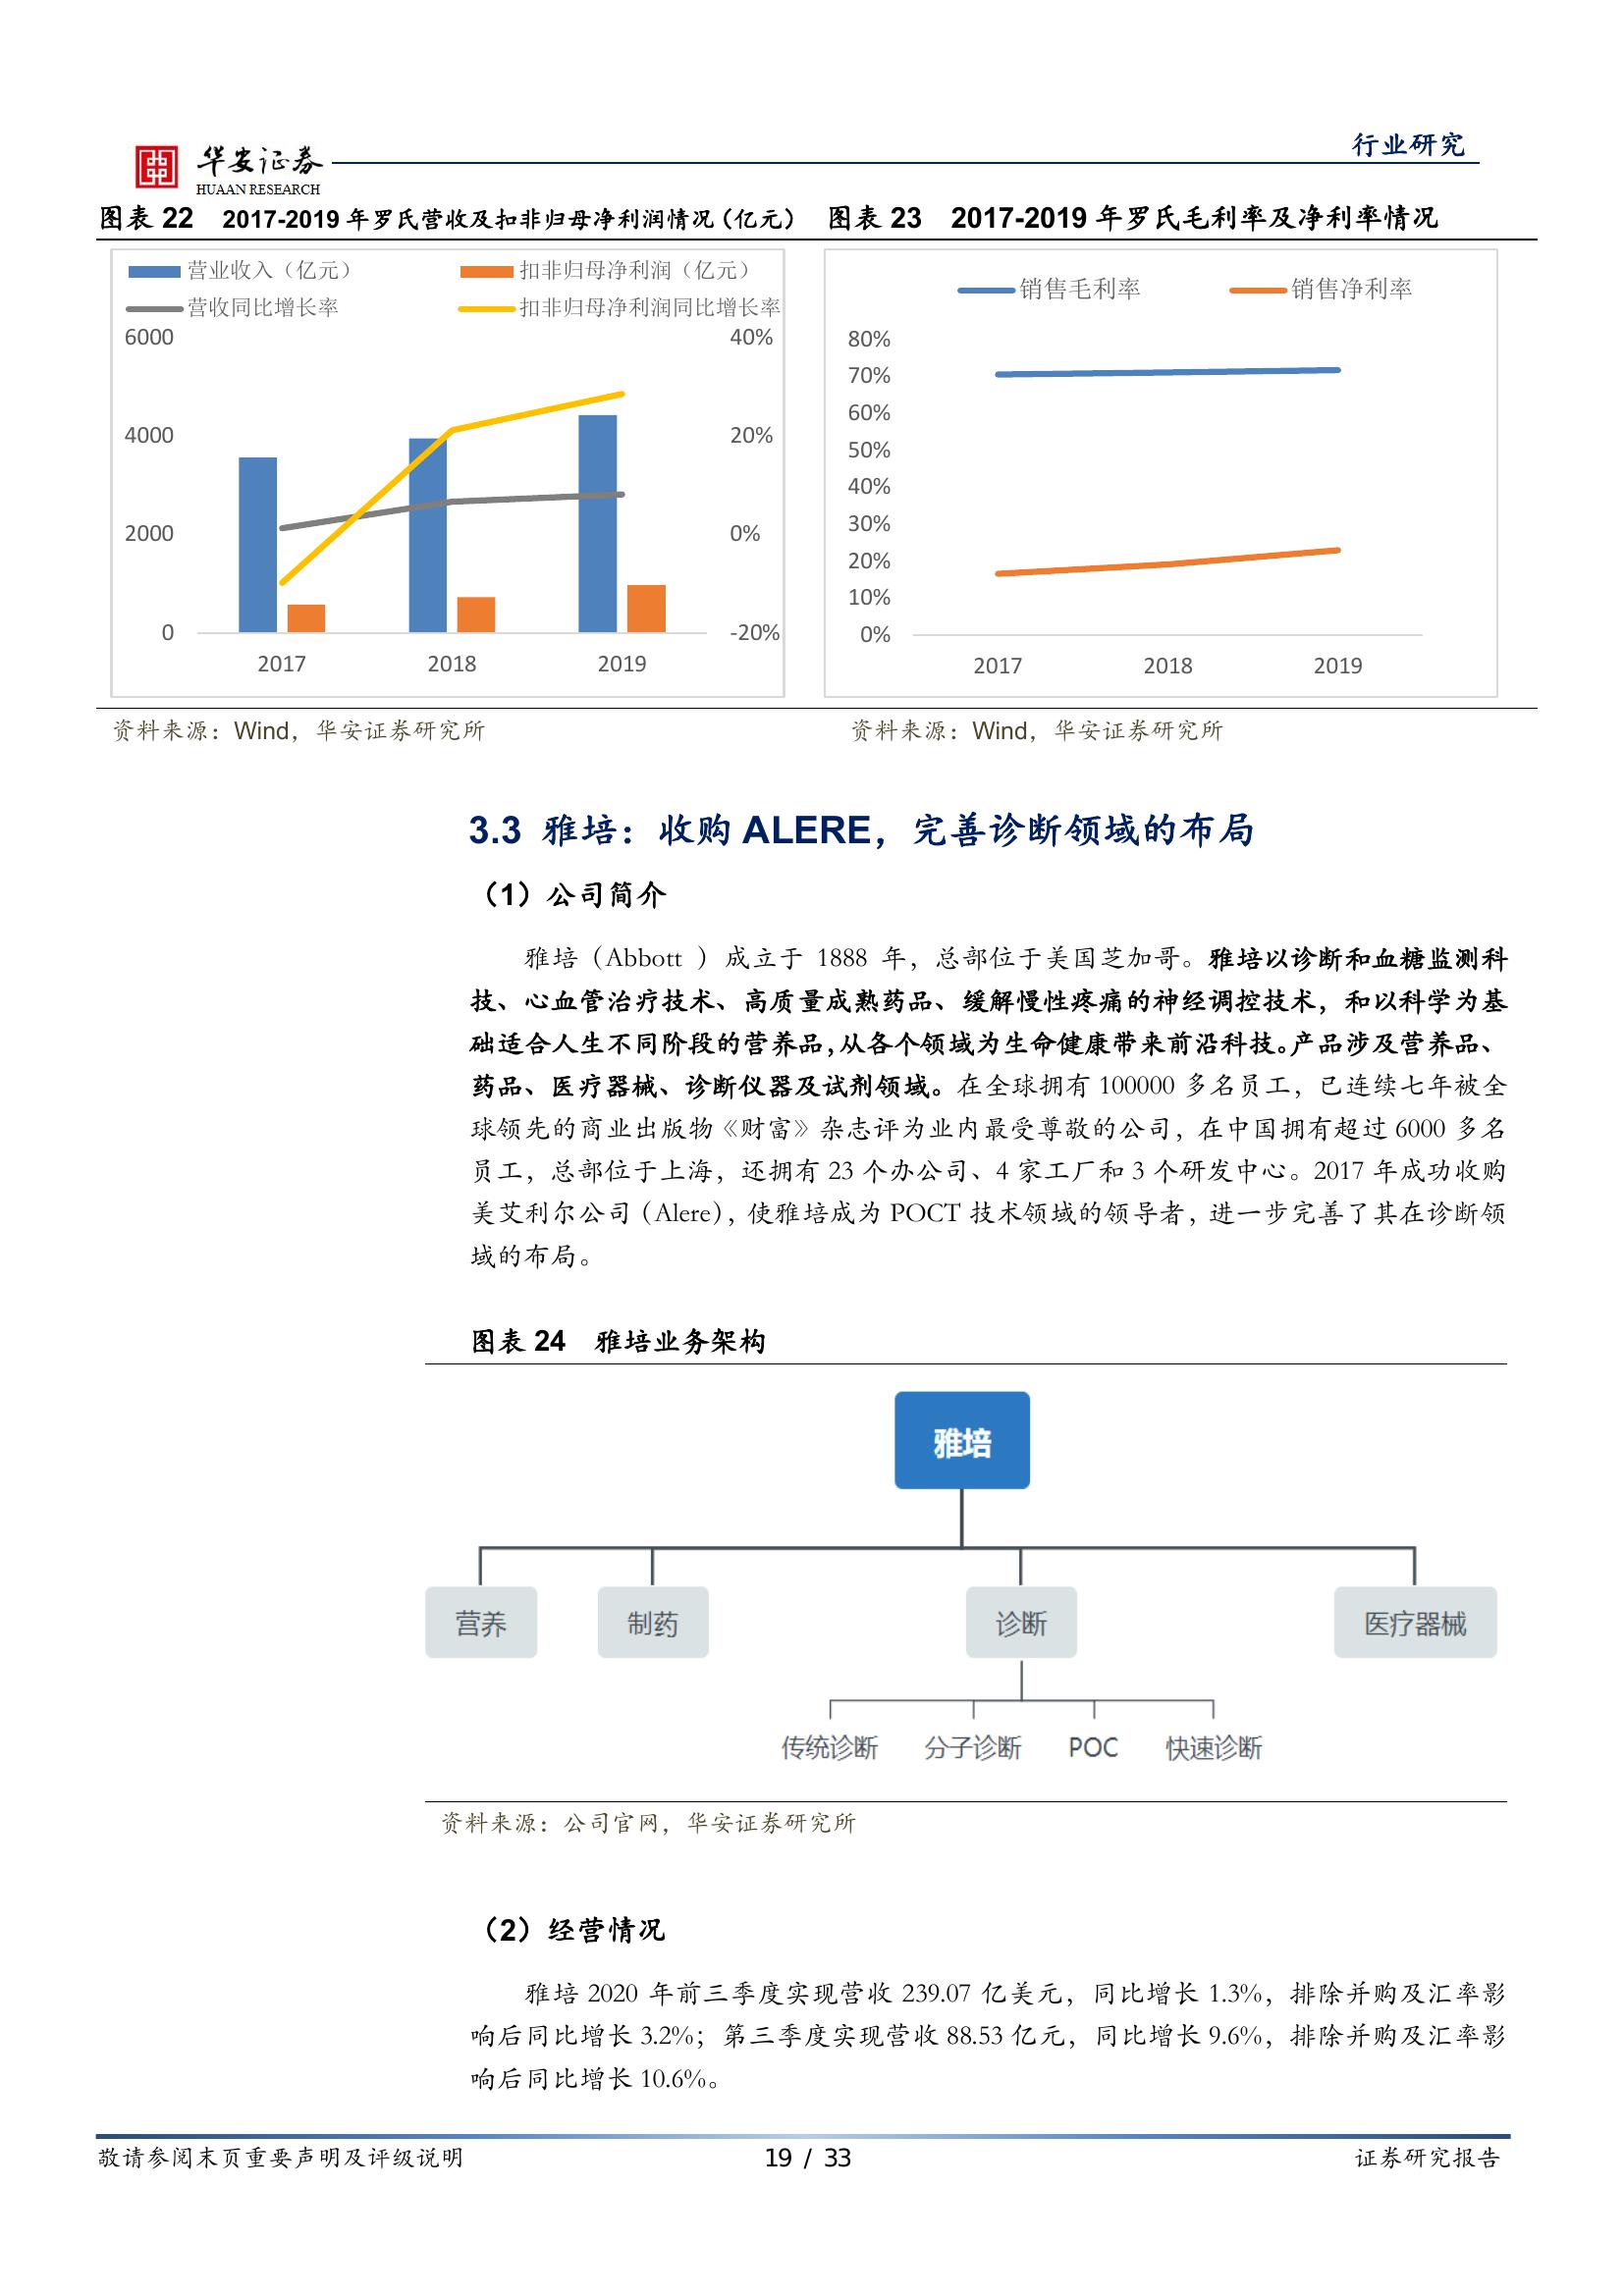 华安证券
HUAAN RESEARCH
行业研究
图表 22 2017-2019 年罗氏营收及扣非归母净利润情况（亿元）
图表 23 2017-2019 年罗氏毛利率及净利率情况
营业收入（亿元）
扣非归母净利润（亿元）
营收同比增长率
扣非归母净利润同比增长率
6000
4000
2000
0
40%
20%
0%
-20%
2017 2018 2019
销售毛利率 销售净利率
80%
70%
60%
50%
40%
30%
20%
10%
0%
2017 2018 2019
资料来源：Wind，华安证券研究所
资料来源：Wind，华安证券研究所
3.3 雅培：收购 ALERE，完善诊断领域的布局
（1）公司简介
雅培（Abbott ）成立于 1888 年，总部位于美国芝加哥。雅培以诊断和血糖监测科
技、心血管治疗技术、高质量成熟药品、缓解慢性疼痛的神经调控技术，和以科学为基
础适合人生不同阶段的营养品，从各个领域为生命健康带来前沿科技。产品涉及营养品、
药品、医疗器械、诊断仪器及试剂领域。在全球拥有 100000 多名员工，已连续七年被全
球领先的商业出版物《财富》杂志评为业内最受尊敬的公司，在中国拥有超过 6000 多名
员工，总部位于上海，还拥有 23 个办公司、4 家工厂和 3 个研发中心。2017 年成功收购
美艾利尔公司（Alere），使雅培成为 POCT 技术领域的领导者，进一步完善了其在诊断领
域的布局。
图表 24 雅培业务架构
雅培
营养 制药 诊断 医疗器械
传统诊断 分子诊断 POC 快速诊断
资料来源：公司官网，华安证券研究所
（2）经营情况
雅培 2020 年前三季度实现营收 239.07 亿美元，同比增长 1.3%，排除并购及汇率影
响后同比增长 3.2%；第三季度实现营收 88.53 亿元，同比增长 9.6%，排除并购及汇率影
响后同比增长 10.6%。
敬请参阅末页重要声明及评级说明
19 / 33
证券研究报告